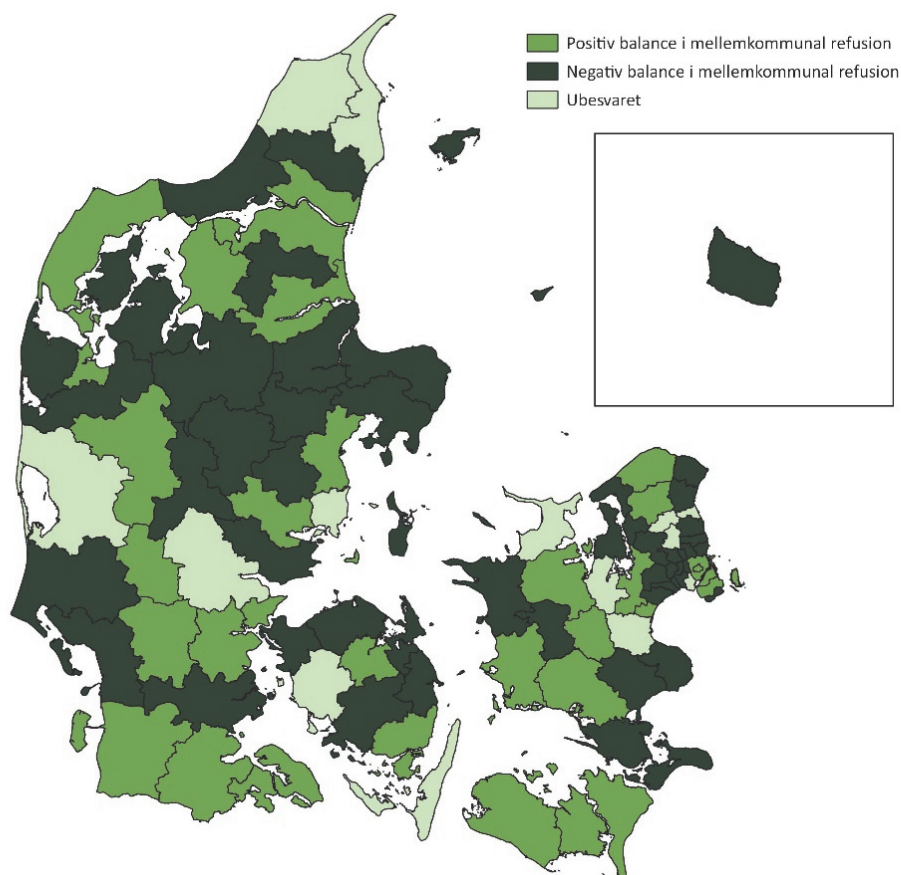 Positiv balance i mellemkommunal refusion
Negativ balance i mellemkommunal refusion
Ubesvaret